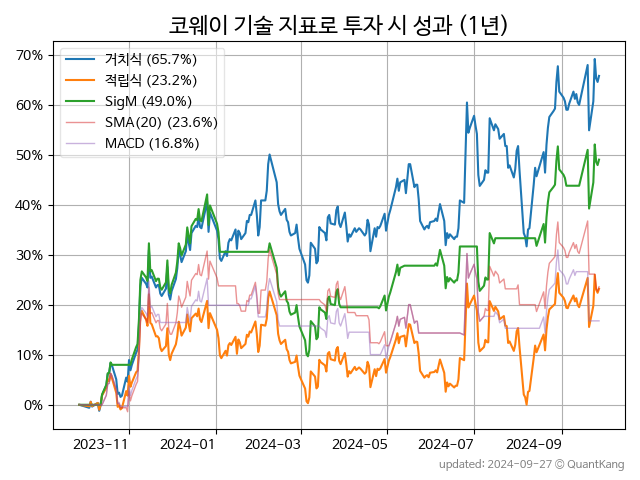 코웨이 기술 지표로 투자 시 성과 (1년)
거치식 (65.7%)
적립식 (23.2%)
SigM (49.0%)
SMA(20) (23.6%)
MACD (16.8%)
70%
60%
50%
40%
30%
20%
10%
0%
2023-11 2024-01 2024-03 2024-05 2024-07 2024-09
updated: 2024-09-27 ⓒ QuantKang